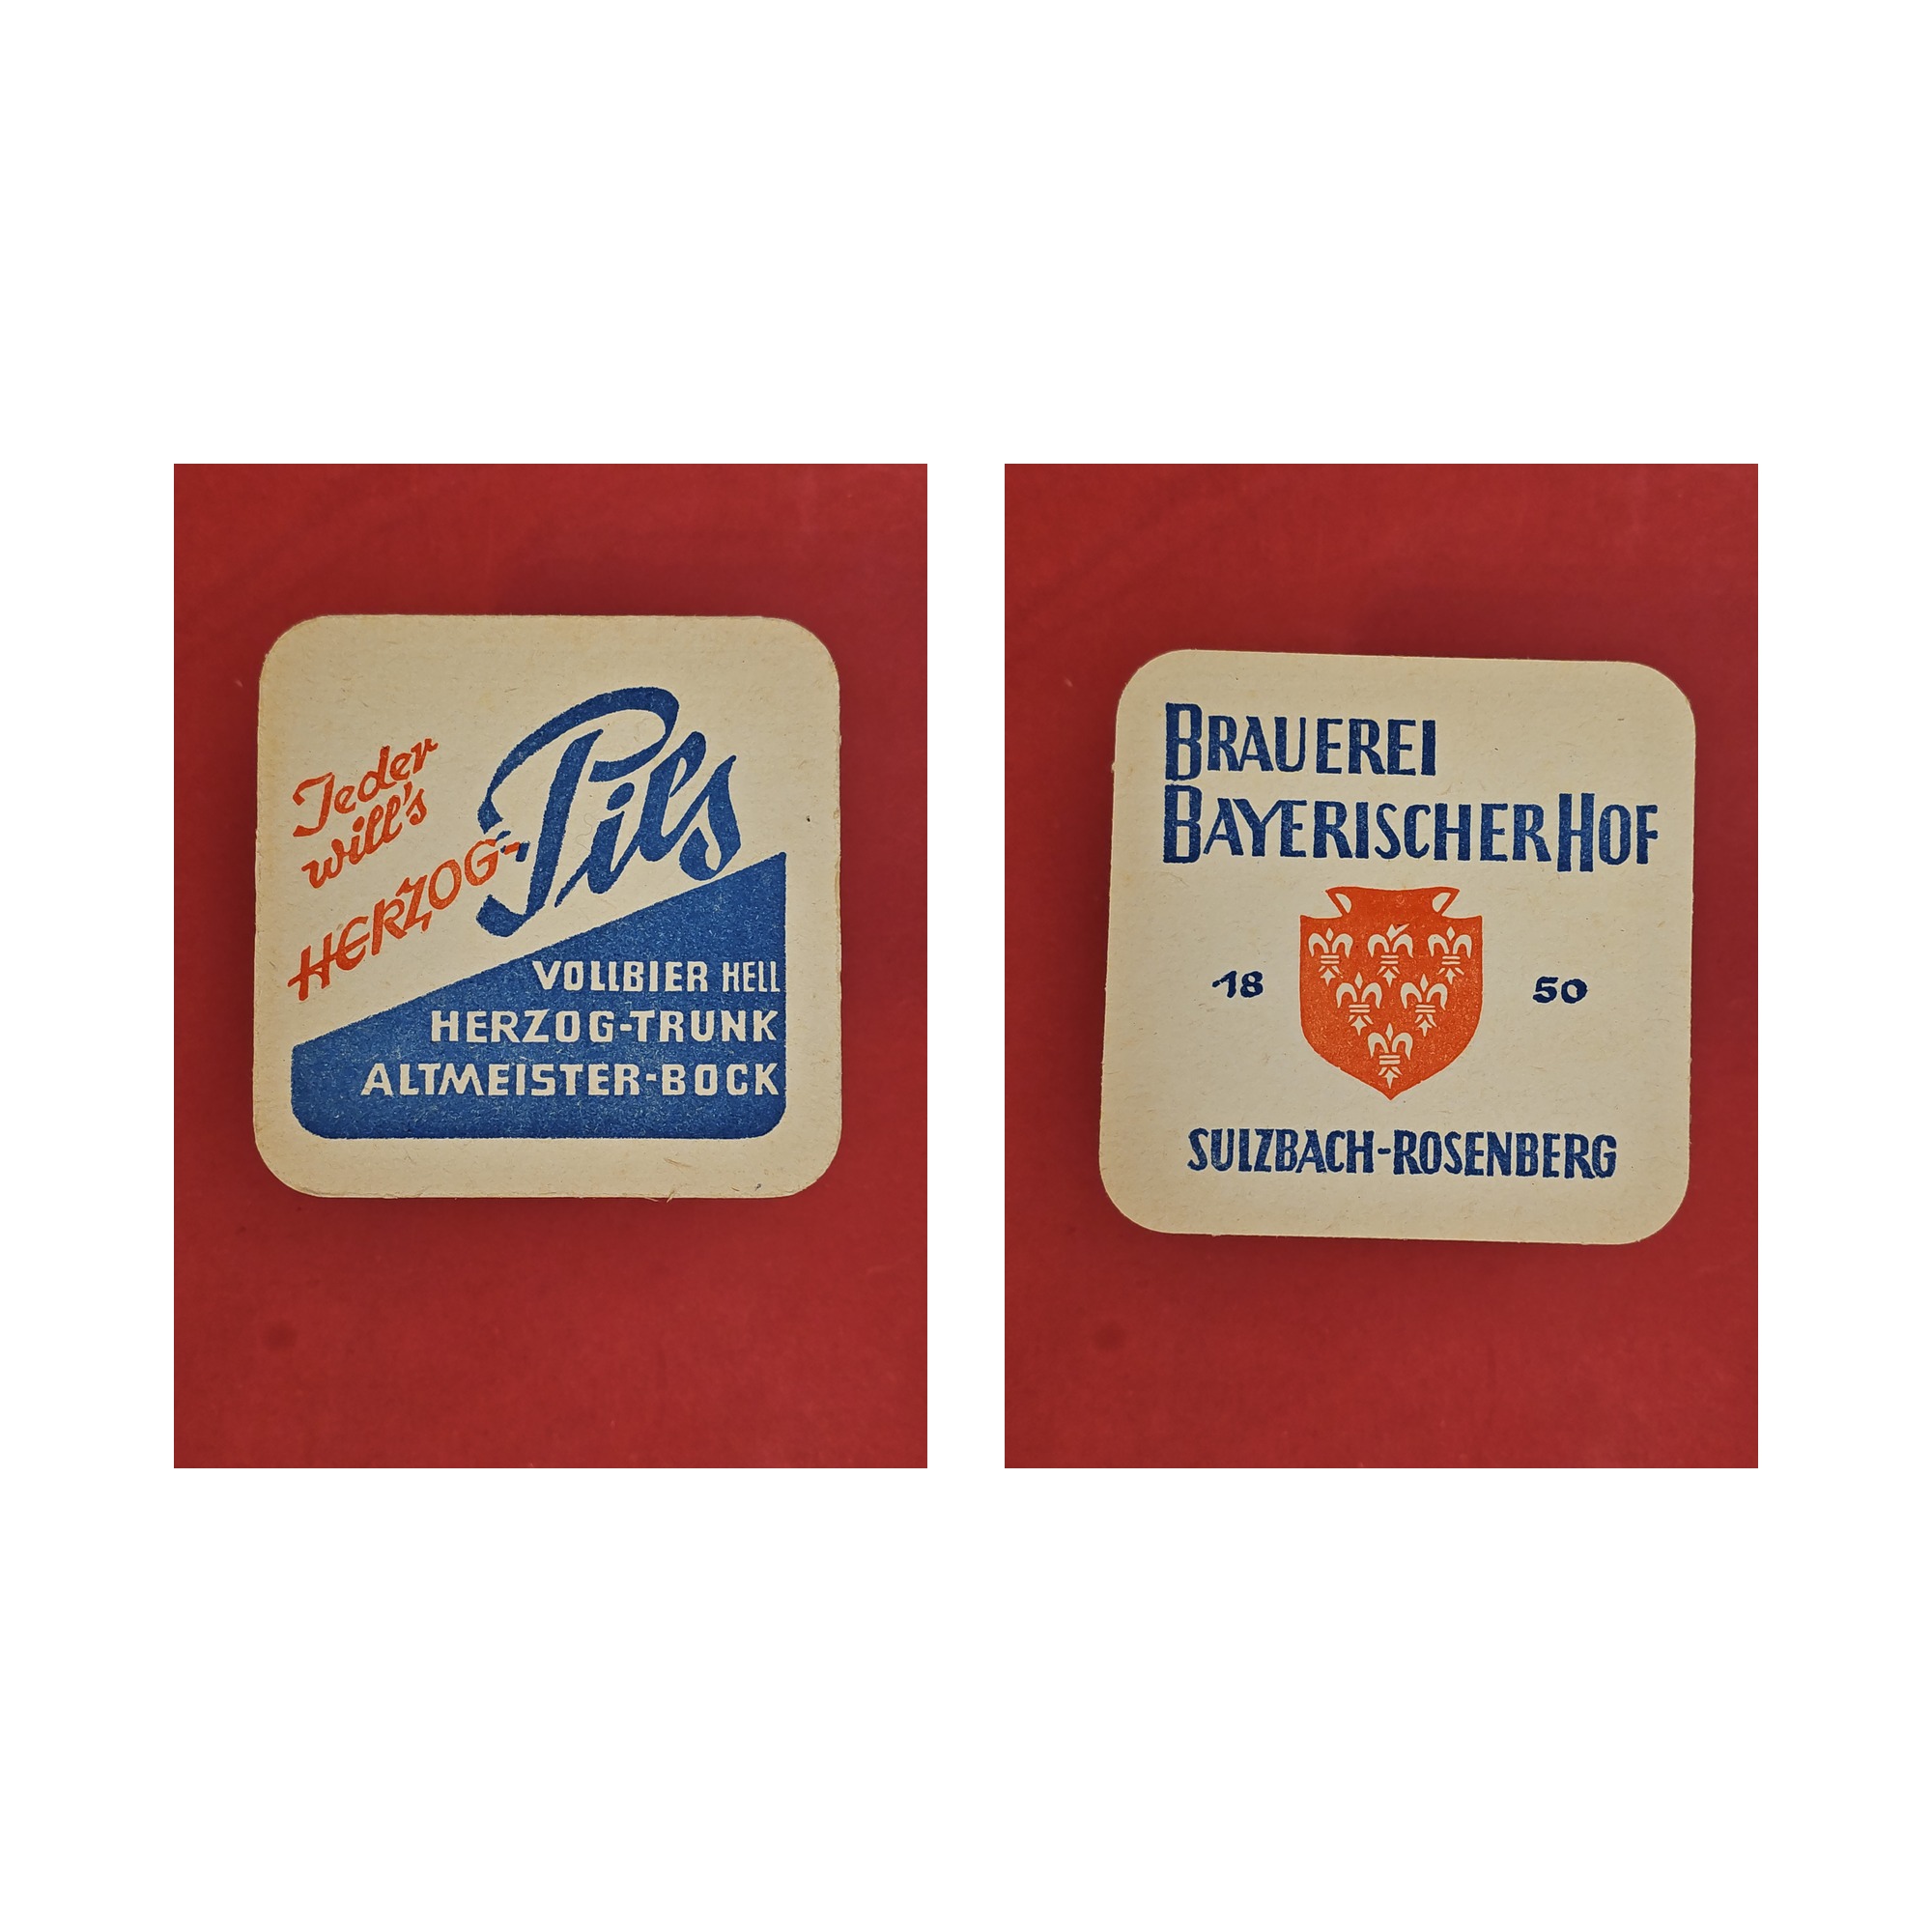 Jeder
will's
HERZOG-Pils
VOLLBIER HELL
HERZOG-TRUNK
ALTMEISTER-BOCK
BRAUEREI
BAYERISCHER HOF
18 50
SULZBACH-ROSENBERG